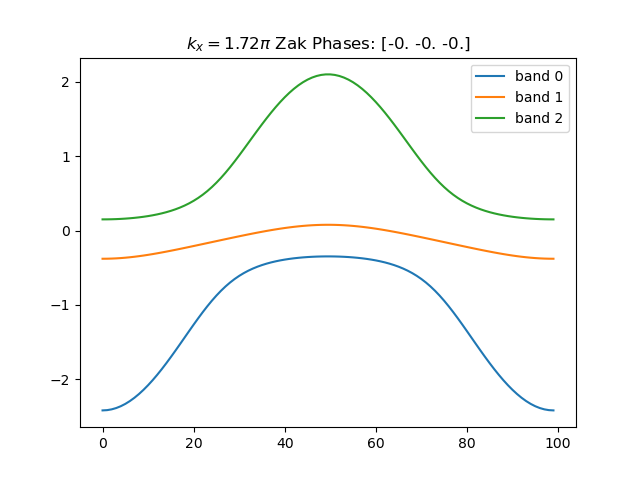 $k_x = 1.72\pi$ Zak Phases: [-0. -0. -0.]
band 0
band 1
band 2
2
1
0
−1
−2
0 20 40 60 80 100